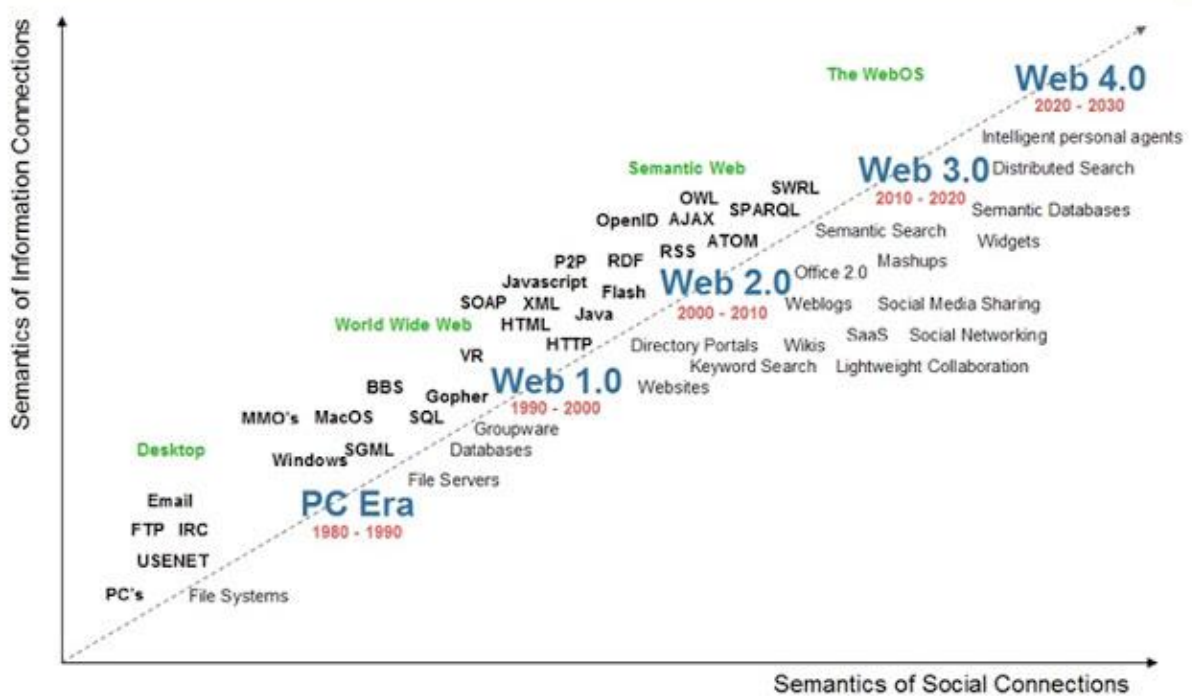 Semantics of Information Connections
The WebOS
Web 4.0
2020 - 2030
Intelligent personal agents
Semantic Web
Web 3.0
2010 - 2020
Distributed Search
SWRL
OWL
SPARQL
Semantic Databases
OpenID
AJAX
Semantic Search
Widgets
ATOM
RSS
Mashups
P2P
RDF
Office 2.0
Javascript
Web 2.0
2000 - 2010
Flash
SOAP
XML
Weblogs
Social Media Sharing
Java
World Wide Web
HTML
SaaS
Social Networking
HTTP
Directory Portals
Wikis
VR
Keyword Search
Lightweight Collaboration
Web 1.0
1990 - 2000
Websites
BBS
Gopher
MMO's
MacOS
SQL
Groupware
Desktop
SGML
Databases
Windows
File Servers
PC Era
1980 - 1990
Email
FTP
IRC
USENET
PC's
File Systems
Semantics of Social Connections